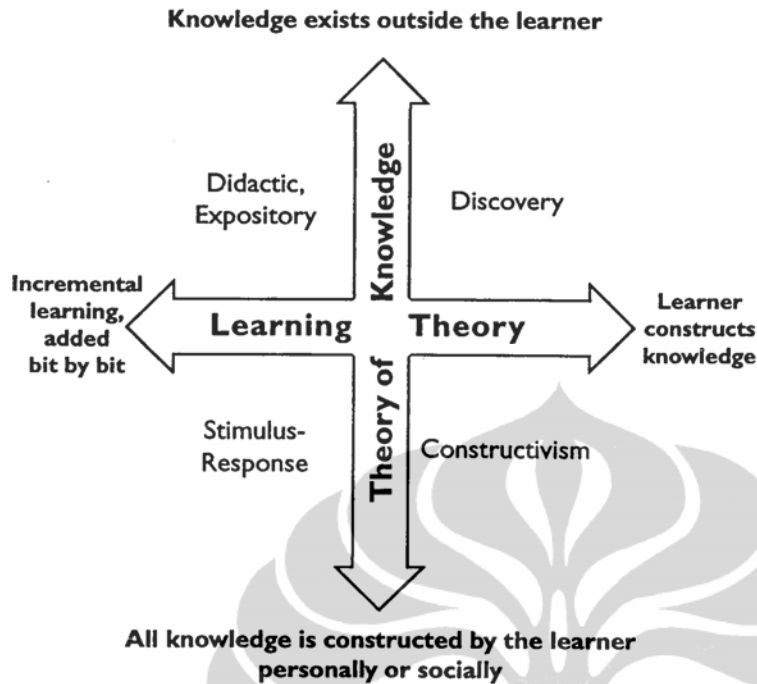 Knowledge exists outside the learner
Didactic,
Expository
Discovery
Theory of Knowledge
Incremental
learning,
added
bit by bit
Learning Theory
Learner
constructs
knowledge
Stimulus-
Response
Constructivism
All knowledge is constructed by the learner
personally or socially